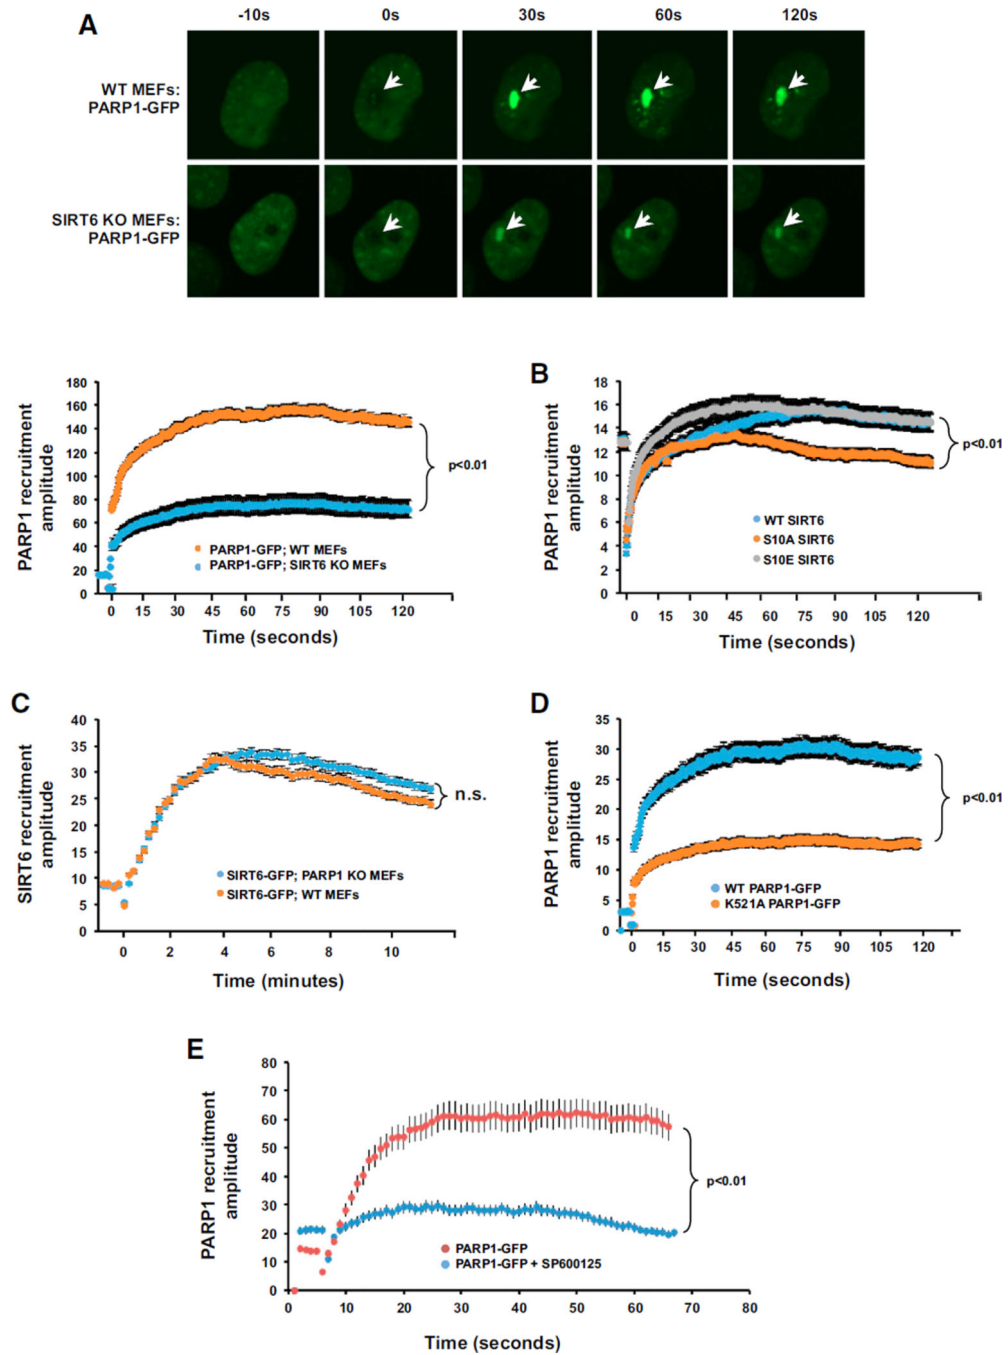 A
-10s 0s 30s 60s 120s
WT MEFs:
PARP1-GFP
SIRT6 KO MEFs:
PARP1-GFP
PARP1 recruitment
amplitude
180
160
140
120
100
80
60
40
20
0
p<0.01
PARP1-GFP; WT MEFs
PARP1-GFP; SIRT6 KO MEFs
0 15 30 45 60 75 90 105 120
Time (seconds)
B
PARP1 recruitment
amplitude
18
16
14
12
10
8
6
4
2
0
p<0.01
WT SIRT6
S10A SIRT6
S10E SIRT6
0 15 30 45 60 75 90 105 120
Time (seconds)
C
SIRT6 recruitment
amplitude
40
35
30
25
20
15
10
5
0
n.s.
SIRT6-GFP; PARP1 KO MEFs
SIRT6-GFP; WT MEFs
0 2 4 6 8 10
Time (minutes)
D
PARP1 recruitment
amplitude
35
30
25
20
15
10
5
0
p<0.01
WT PARP1-GFP
K521A PARP1-GFP
0 15 30 45 60 75 90 105 120
Time (seconds)
E
PARP1 recruitment
amplitude
80
70
60
50
40
30
20
10
0
p<0.01
PARP1-GFP
PARP1-GFP + SP600125
0 10 20 30 40 50 60 70 80
Time (seconds)